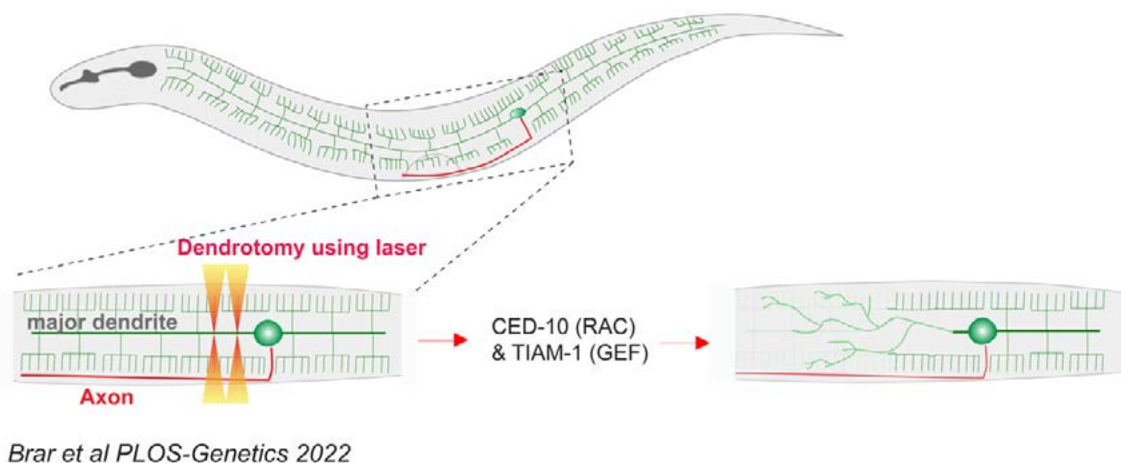 Dendrotomy using laser
major dendrite
CED-10 (RAC)
& TIAM-1 (GEF)
Axon
Brar et al PLOS-Genetics 2022